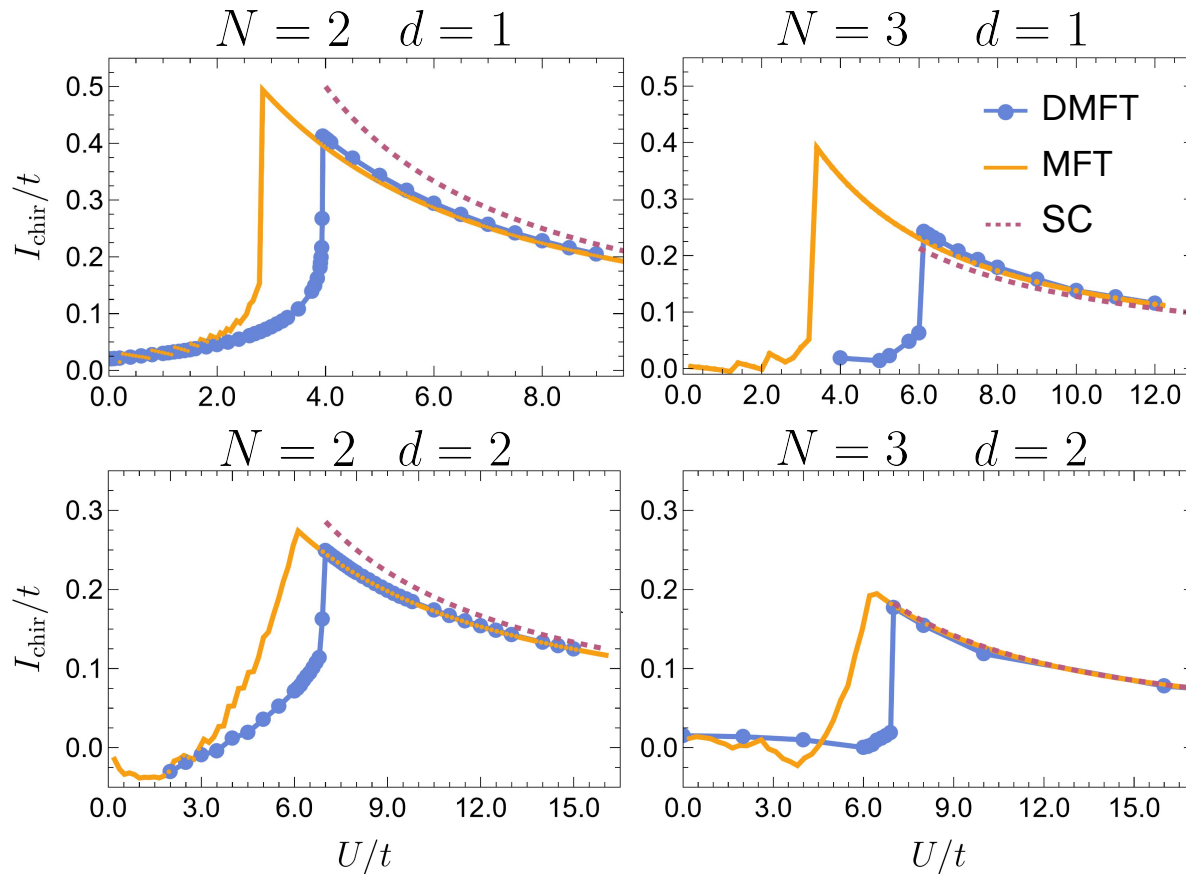 N = 2 d = 1
N = 3 d = 1
I_chir/t
0.5
0.4
0.3
0.2
0.1
0.0
0.0 2.0 4.0 6.0 8.0
0.5
0.4
0.3
0.2
0.1
0.0
0.0 2.0 4.0 6.0 8.0 10.0 12.0
DMFT
MFT
SC
N = 2 d = 2
N = 3 d = 2
I_chir/t
0.3
0.2
0.1
0.0
0.0 3.0 6.0 9.0 12.0 15.0
U/t
0.3
0.2
0.1
0.0
0.0 3.0 6.0 9.0 12.0 15.0
U/t